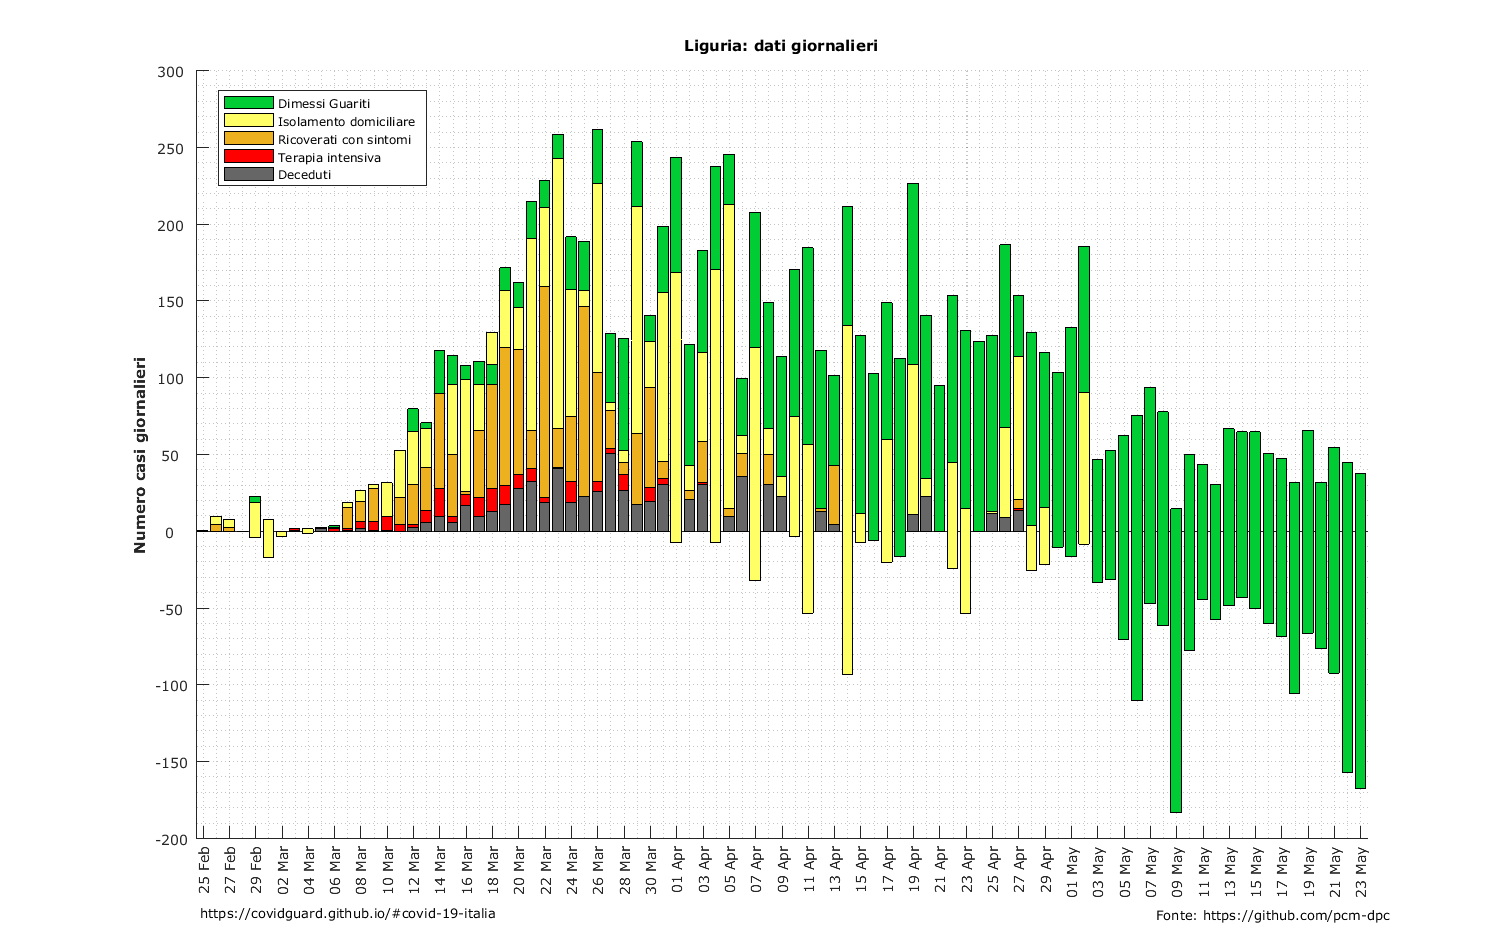 Liguria: dati giornalieri
300
250
200
150
100
50
0
-50
-100
-150
-200
Numero casi giornalieri
Dimessi Guariti
Isolamento domiciliare
Ricoverati con sintomi
Terapia intensiva
Deceduti
25 Feb
27 Feb
29 Feb
02 Mar
04 Mar
06 Mar
08 Mar
10 Mar
12 Mar
14 Mar
16 Mar
18 Mar
20 Mar
22 Mar
24 Mar
26 Mar
28 Mar
30 Mar
01 Apr
03 Apr
05 Apr
07 Apr
09 Apr
11 Apr
13 Apr
15 Apr
17 Apr
19 Apr
21 Apr
23 Apr
25 Apr
27 Apr
29 Apr
01 May
03 May
05 May
07 May
09 May
11 May
13 May
15 May
17 May
19 May
21 May
23 May
https://covidguard.github.io/#covid-19-italia
Fonte: https://github.com/pcm-dpc